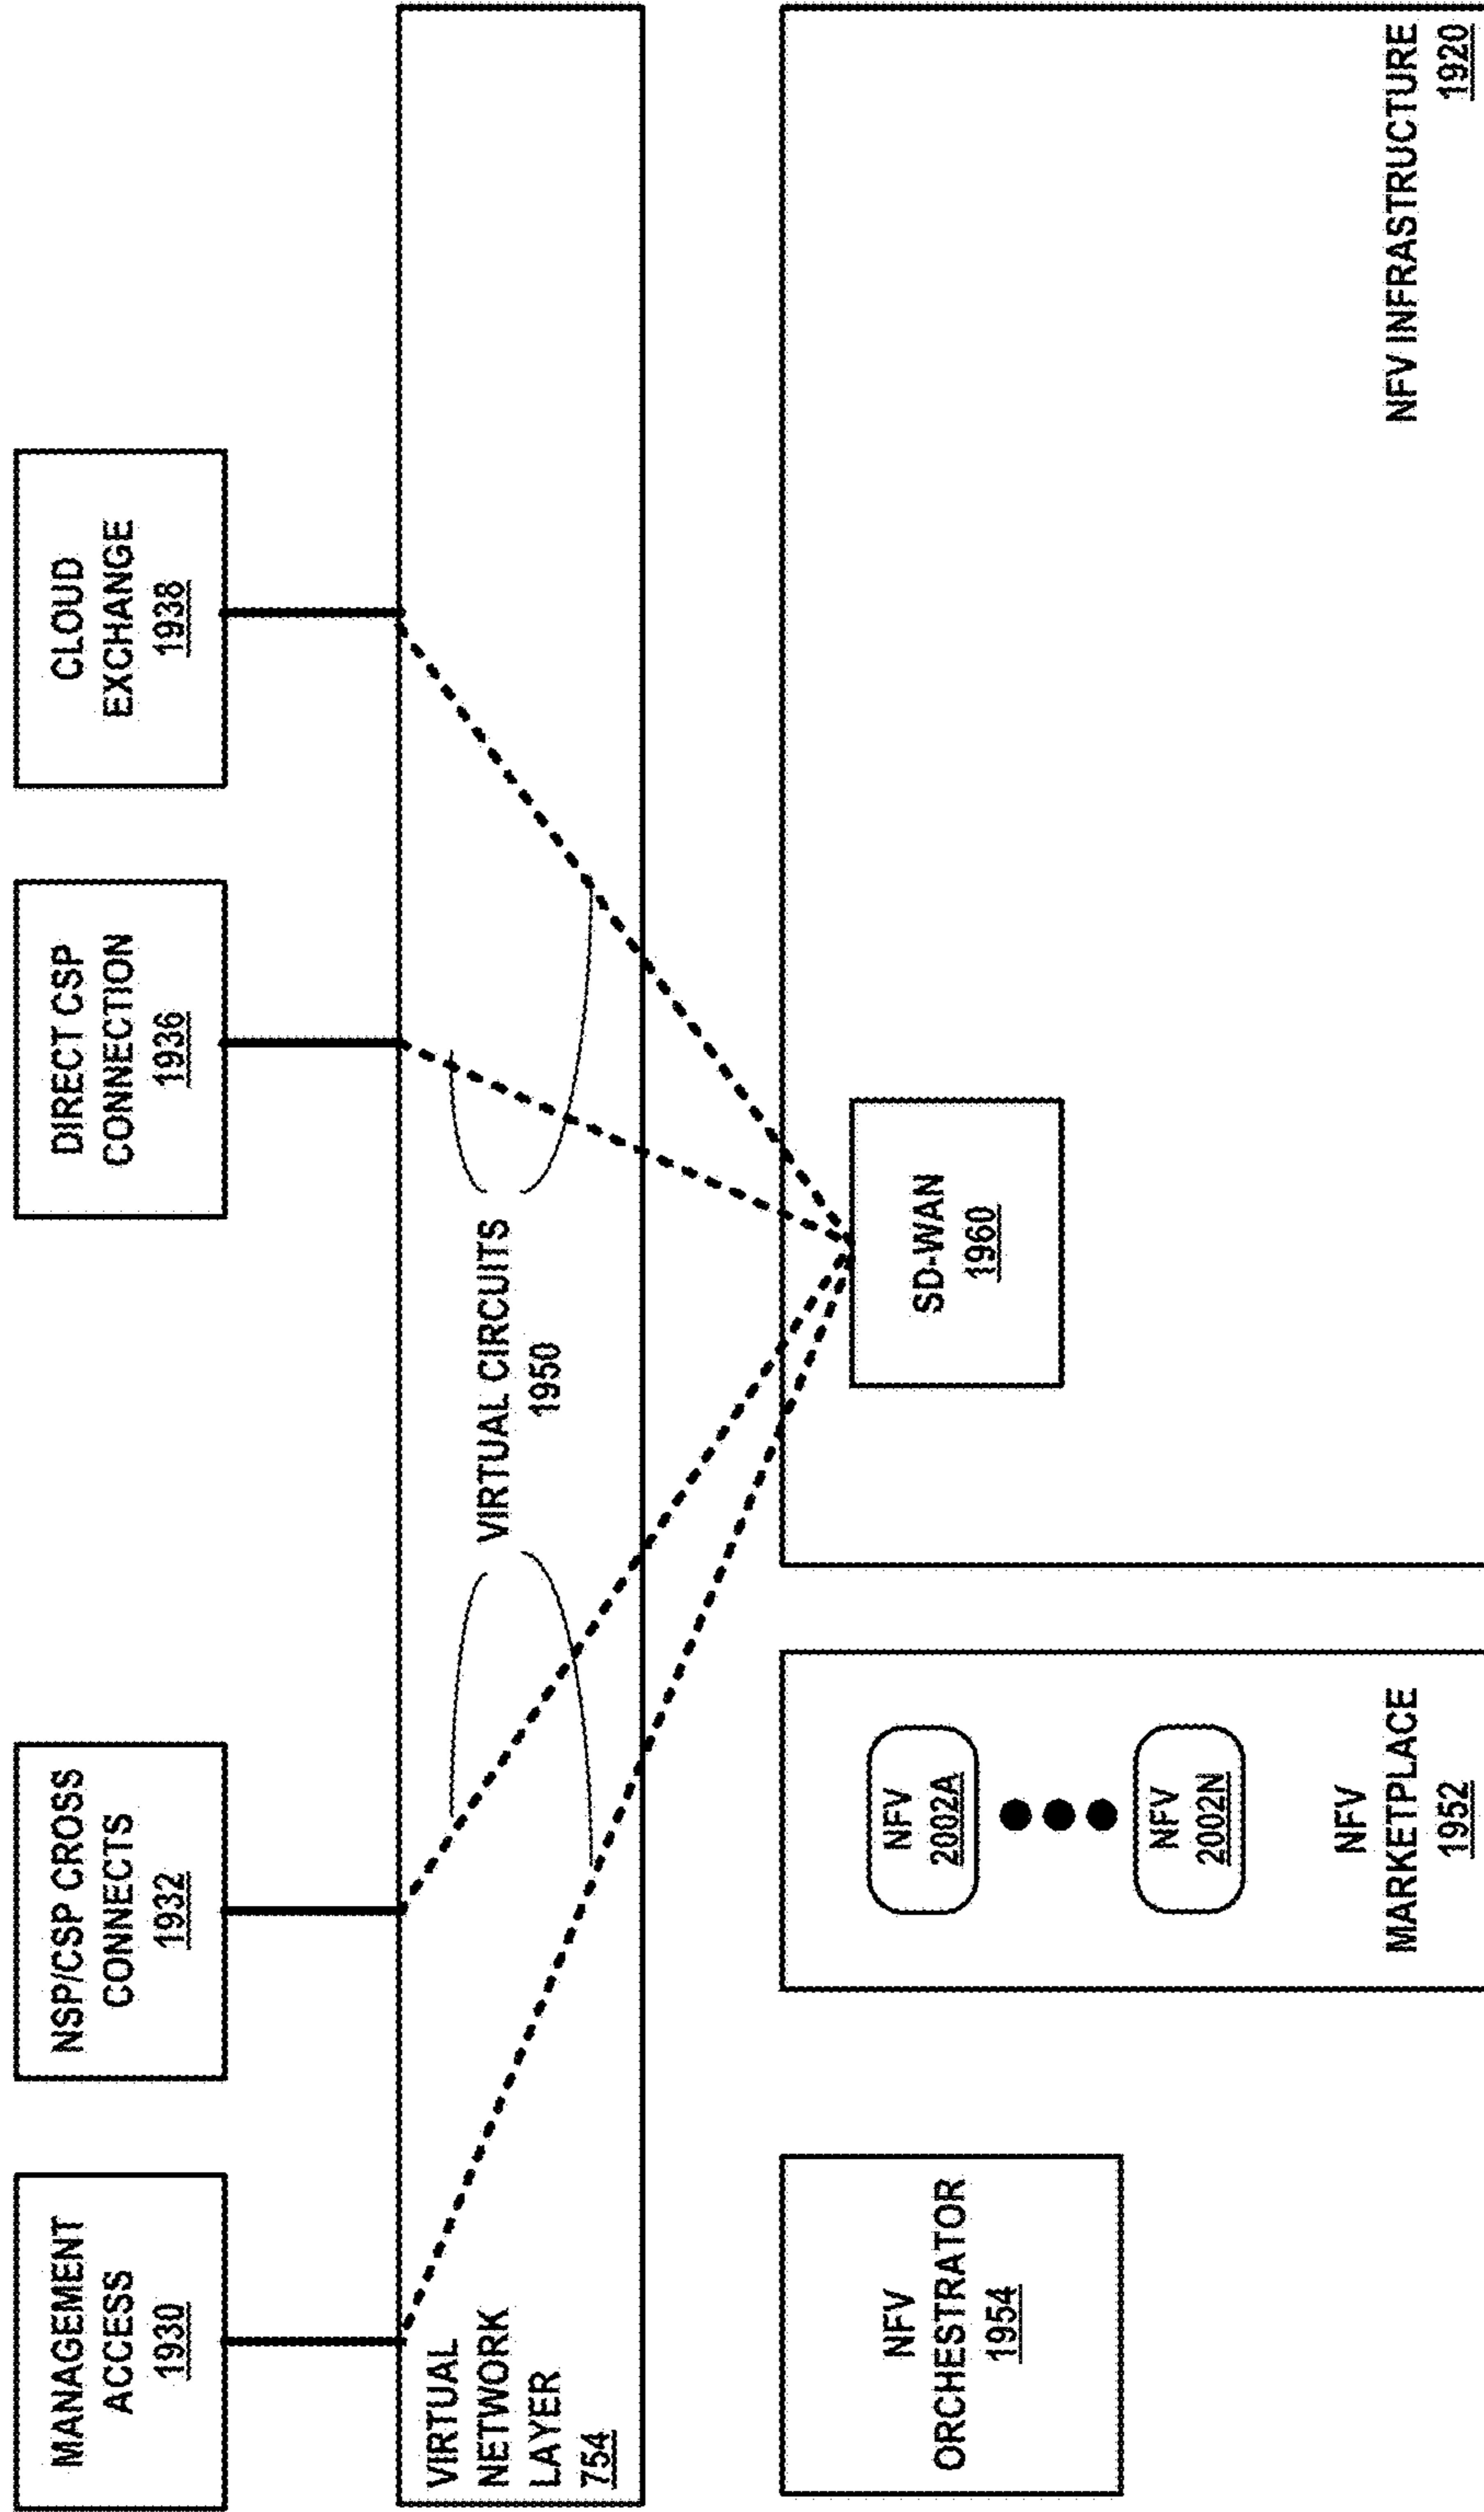 MANAGEMENT
ACCESS
1930
NSP/CSP CROSS
CONNECTS
1932
DIRECT CSP
CONNECTION
1936
CLOUD
EXCHANGE
1938
VIRTUAL
NETWORK
LAYER
754
VIRTUAL CIRCUITS
1950
NFV
ORCHESTRATOR
1954
NFV
2002A
NFV
2002N
NFV
MARKETPLACE
1952
SD-WAN
1960
NFV INFRASTRUCTURE
1920